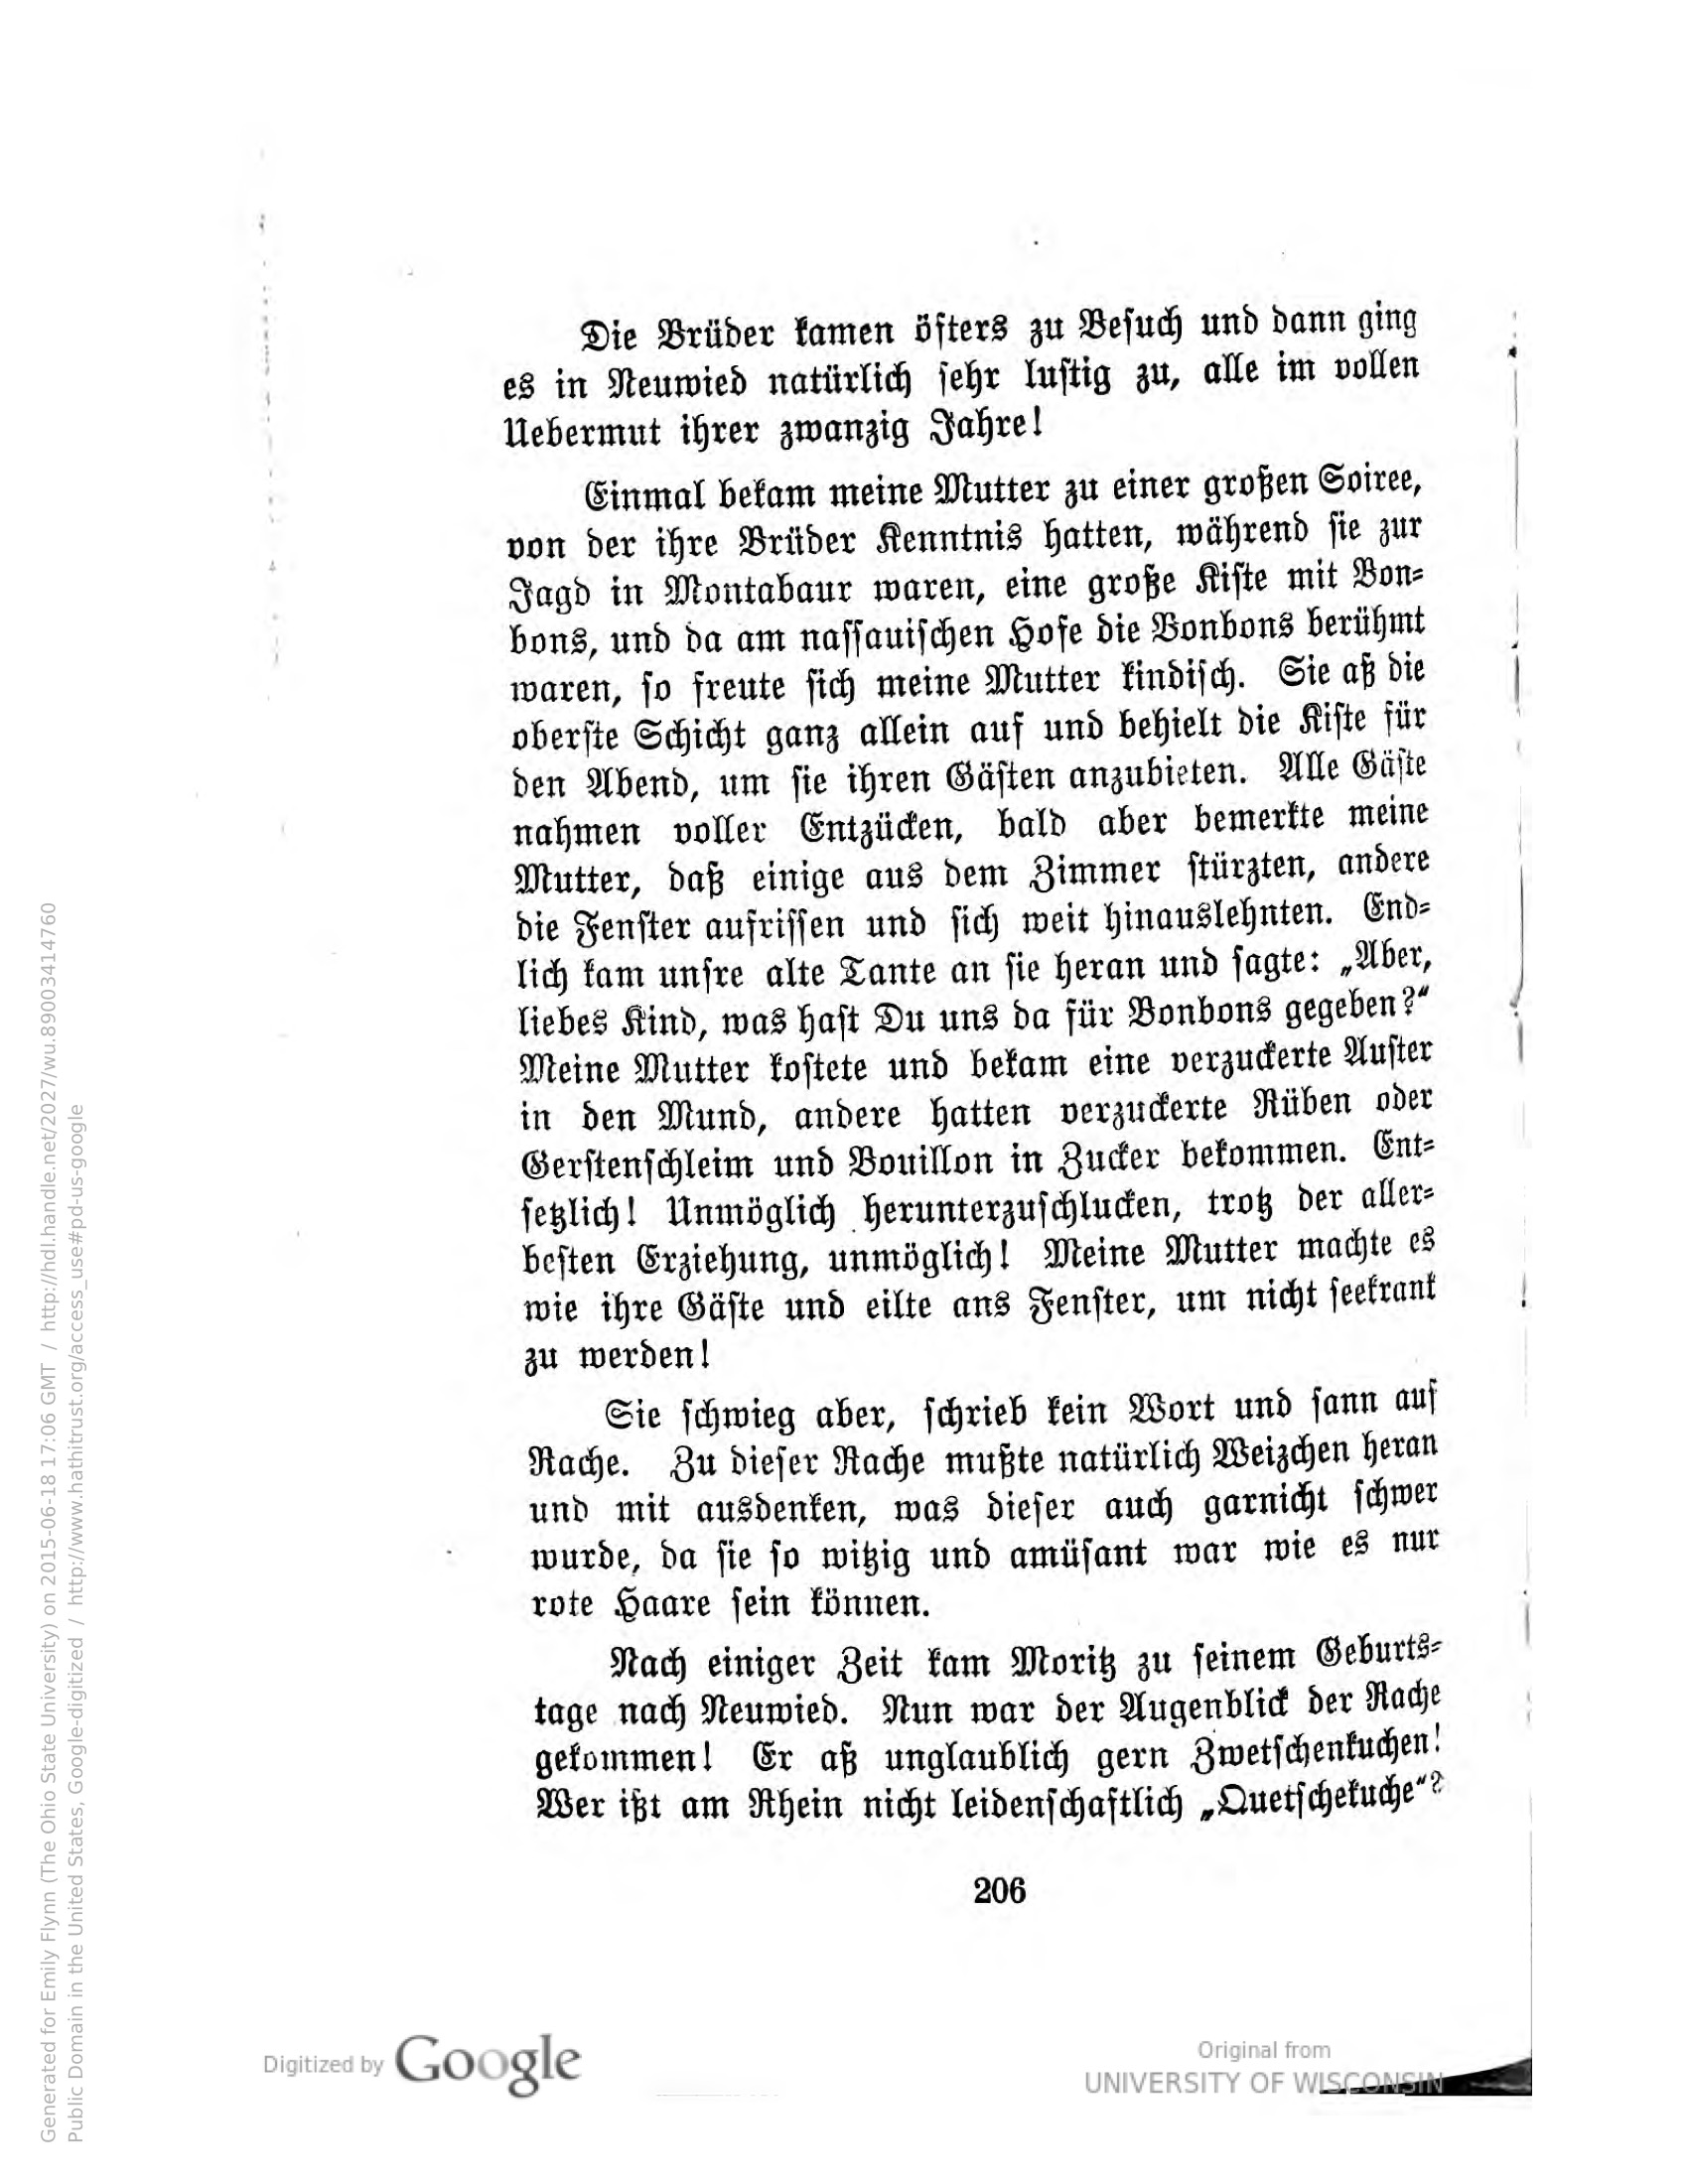 Die Brüder kamen öfters zu Besuch und dann ging
es in Neuwied natürlich sehr lustig zu, alle im vollen
Uebermut ihrer zwanzig Jahre!
Einmal bekam meine Mutter zu einer großen Soiree,
von der ihre Brüder Kenntnis hatten, während sie zur
Jagd in Montabaur waren, eine große Kiste mit Bon-
bons, und da am nassauischen Hofe die Bonbons berühmt
waren, so freute sich meine Mutter kindisch. Sie aß die
oberste Schicht ganz allein auf und behielt die Kiste für
den Abend, um sie ihren Gästen anzubieten. Alle Gäste
nahmen voller Entzücken, bald aber bemerkte meine
Mutter, daß einige aus dem Zimmer stürzten, andere
die Fenster aufrissen und sich weit hinauslehnten. End-
lich kam unsre alte Tante an sie heran und sagte: „Aber,
liebes Kind, was hast Du uns da für Bonbons gegeben?“
Meine Mutter kostete und bekam eine verzuckerte Auster
in den Mund, andere hatten verzuckerte Rüben oder
Gerstenschleim und Bouillon in Zucker bekommen. Ent-
setzlich! Unmöglich herunterzuschlucken, trotz der aller-
besten Erziehung, unmöglich! Meine Mutter machte es
wie ihre Gäste und eilte ans Fenster, um nicht seekrank
zu werden!
Sie schwieg aber, schrieb kein Wort und sann auf
Rache. Zu dieser Rache mußte natürlich Weizchen heran
und mit ausdenken, was dieser auch garnicht schwer
wurde, da sie so witzig und amüsant war wie es nur
rote Haare sein können.
Nach einiger Zeit kam Moritz zu seinem Geburts-
tage nach Neuwied. Nun war der Augenblick der Rache
gekommen! Er aß unglaublich gern Zwetschenkuchen!
Wer ißt am Rhein nicht leidenschaftlich „Quetschekuche“?
206
Digitized by Google
Original from
UNIVERSITY OF WISCONSIN
Generated for Emily Flynn (The Ohio State University) on 2015-06-18 17:06 GMT / http://hdl.handle.net/2027/wu.89003414760
Public Domain in the United States, Google-digitized / http://www.hathitrust.org/access_use#pd-us-google